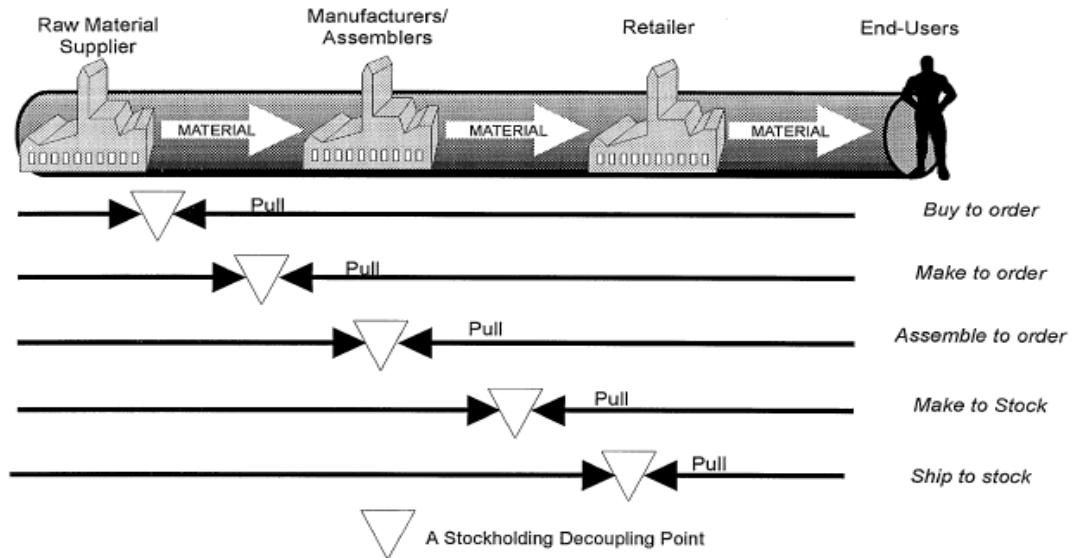 Raw Material
Supplier
Manufacturers/
Assemblers
Retailer
End-Users
MATERIAL
MATERIAL
MATERIAL
Pull
Buy to order
Pull
Make to order
Pull
Assemble to order
Pull
Make to Stock
Pull
Ship to stock
A Stockholding Decoupling Point